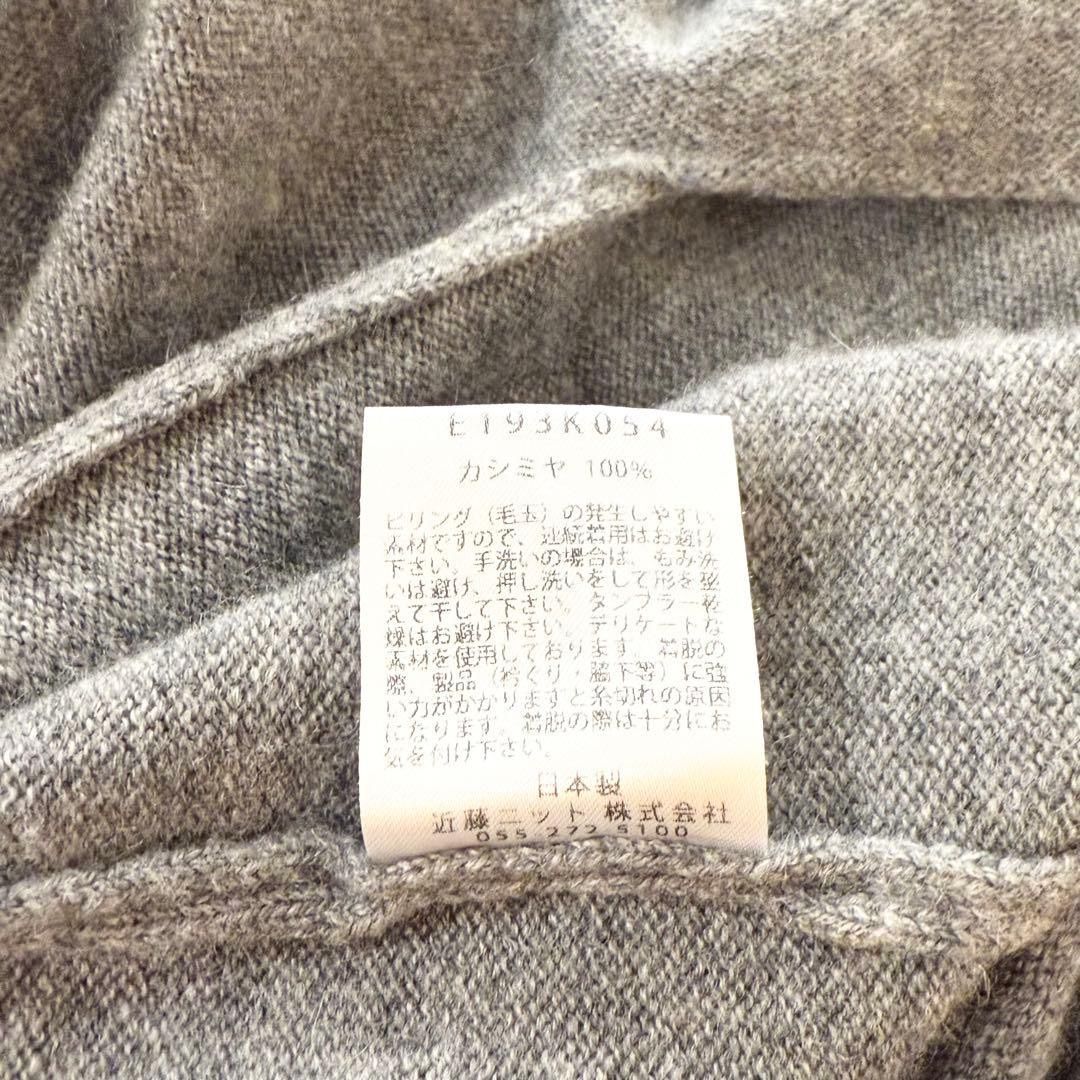 E193K054
カシミヤ 100%
ピリング（毛玉）の発生しやすい
素材ですので、連続着用はお避け
下さい。手洗いの場合は、もみ洗
いは避け、押し洗いをして形を整
えて干して下さい。タンブラー乾
燥はお避け下さい。デリケートな
素材を使用しております。着脱の
際、製品（衿ぐり・脇下等）に強
い力がかかりますと糸切れの原因
になります。着脱の際は十分にお
気を付け下さい。
日本製
近藤ニット 株式会社
055 272 5100